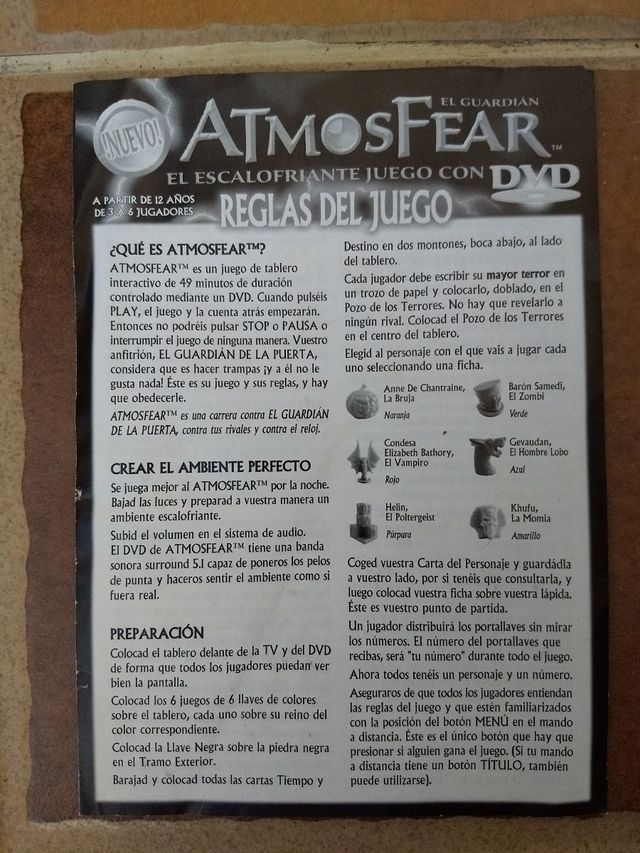 ¡NUEVO!
EL GUARDIÁN
ATMOSFEAR™
EL ESCALOFRIANTE JUEGO CON DVD
A PARTIR DE 12 AÑOS
DE 3 A 6 JUGADORES
REGLAS DEL JUEGO
¿QUÉ ES ATMOSFEAR™?
ATMOSFEAR™ es un juego de tablero
interactivo de 49 minutos de duración
controlado mediante un DVD. Cuando pulséis
PLAY, el juego y la cuenta atrás empezarán.
Entonces no podréis pulsar STOP o PAUSA o
interrumpir el juego de ninguna manera. Vuestro
anfitrión, EL GUARDIÁN DE LA PUERTA,
considera que es hacer trampas ¡y a él no le
gusta nada! Éste es su juego y sus reglas, y hay
que obedecerle.
ATMOSFEAR™ es una carrera contra EL GUARDIÁN
DE LA PUERTA, contra tus rivales y contra el reloj.
CREAR EL AMBIENTE PERFECTO
Se juega mejor al ATMOSFEAR™ por la noche.
Bajad las luces y preparad a vuestra manera un
ambiente escalofriante.
Subid el volumen en el sistema de audio.
El DVD de ATMOSFEAR™ tiene una banda
sonora surround 5.1 capaz de poneros los pelos
de punta y haceros sentir el ambiente como si
fuera real.
PREPARACIÓN
Colocad el tablero delante de la TV y del DVD
de forma que todos los jugadores puedan ver
bien la pantalla.
Colocad los 6 juegos de 6 llaves de colores
sobre el tablero, cada uno sobre su reino del
color correspondiente.
Colocad la Llave Negra sobre la piedra negra
en el Tramo Exterior.
Barajad y colocad todas las cartas Tiempo y
Destino en dos montones, boca abajo, al lado
del tablero.
Cada jugador debe escribir su mayor terror en
un trozo de papel y colocarlo, doblado, en el
Pozo de los Terrores. No hay que revelarlo a
ningún rival. Colocad el Pozo de los Terrores
en el centro del tablero.
Elegid al personaje con el que vais a jugar cada
uno seleccionando una ficha.
Anne De Chantraine,
La Bruja
Naranja
Barón Samedi,
El Zombi
Verde
Condesa
Elizabeth Bathory,
El Vampiro
Rojo
Gevaudan,
El Hombre Lobo
Azul
Helin,
El Poltergeist
Púrpura
Khufu,
La Momia
Amarillo
Coged vuestra Carta del Personaje y guardádla
a vuestro lado, por si tenéis que consultarla, y
luego colocad vuestra ficha sobre vuestra lápida.
Éste es vuestro punto de partida.
Un jugador distribuirá los portallaves sin mirar
los números. El número del portallaves que
recibas, será "tu número" durante todo el juego.
Ahora todos tenéis un personaje y un número.
Aseguraros de que todos los jugadores entiendan
las reglas del juego y que estén familiarizados
con la posición del botón MENÚ en el mando
a distancia. Éste es el único botón que hay que
presionar si alguien gana el juego. (Si tu mando
a distancia tiene un botón TÍTULO, también
puede utilizarse).